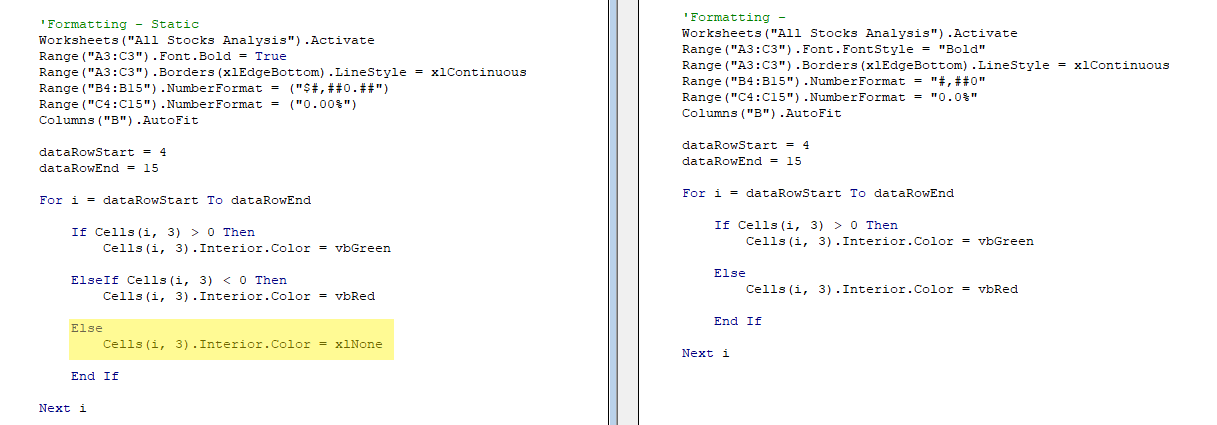 'Formatting - Static
Worksheets("All Stocks Analysis").Activate
Range("A3:C3").Font.Bold = True
Range("A3:C3").Borders(xlEdgeBottom).LineStyle = xlContinuous
Range("B4:B15").NumberFormat = ("$#,##0.##")
Range("C4:C15").NumberFormat = ("0.00%")
Columns("B").AutoFit

dataRowStart = 4
dataRowEnd = 15

For i = dataRowStart To dataRowEnd

    If Cells(i, 3) > 0 Then
        Cells(i, 3).Interior.Color = vbGreen

    ElseIf Cells(i, 3) < 0 Then
        Cells(i, 3).Interior.Color = vbRed

    Else
        Cells(i, 3).Interior.Color = xlNone

    End If

Next i

'Formatting -
Worksheets("All Stocks Analysis").Activate
Range("A3:C3").Font.FontStyle = "Bold"
Range("A3:C3").Borders(xlEdgeBottom).LineStyle = xlContinuous
Range("B4:B15").NumberFormat = "#,##0"
Range("C4:C15").NumberFormat = "0.0%"
Columns("B").AutoFit

dataRowStart = 4
dataRowEnd = 15

For i = dataRowStart To dataRowEnd

    If Cells(i, 3) > 0 Then
        Cells(i, 3).Interior.Color = vbGreen

    Else
        Cells(i, 3).Interior.Color = vbRed

    End If

Next i